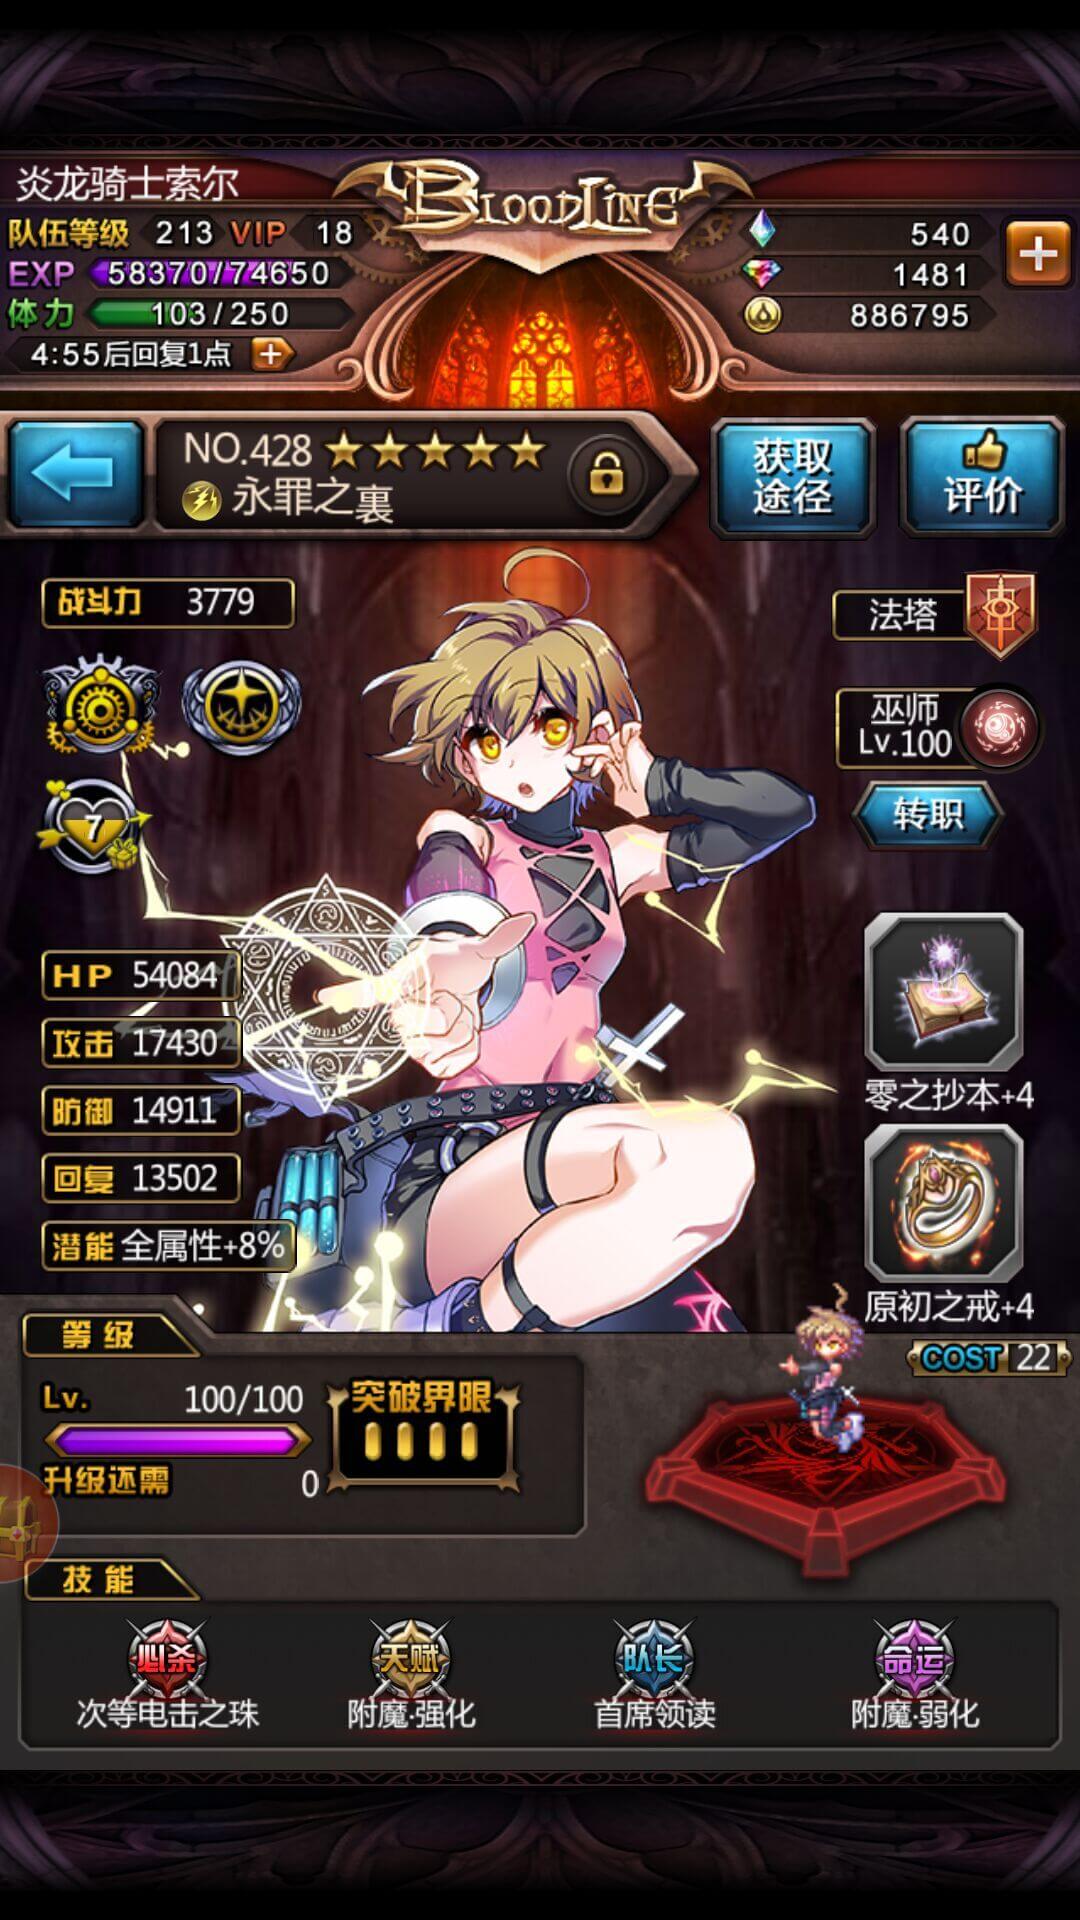 炎龙骑士索尔
BLOODLINE
队伍等级 213 VIP 18
540
EXP 58370/74650
1481
体力 103/250
886795
4:55后回复1点
NO.428
永罪之裏
获取
途径
评价
战斗力 3779
法塔
巫师
Lv.100
7
转职
HP 54084
攻击 17430
零之抄本+4
防御 14911
回复 13502
潜能 全属性+8%
原初之戒+4
等级
COST 22
Lv. 100/100
突破界限
升级还需 0
技能
必杀
天赋
队长
命运
次等电击之珠
附魔·强化
首席领读
附魔·弱化